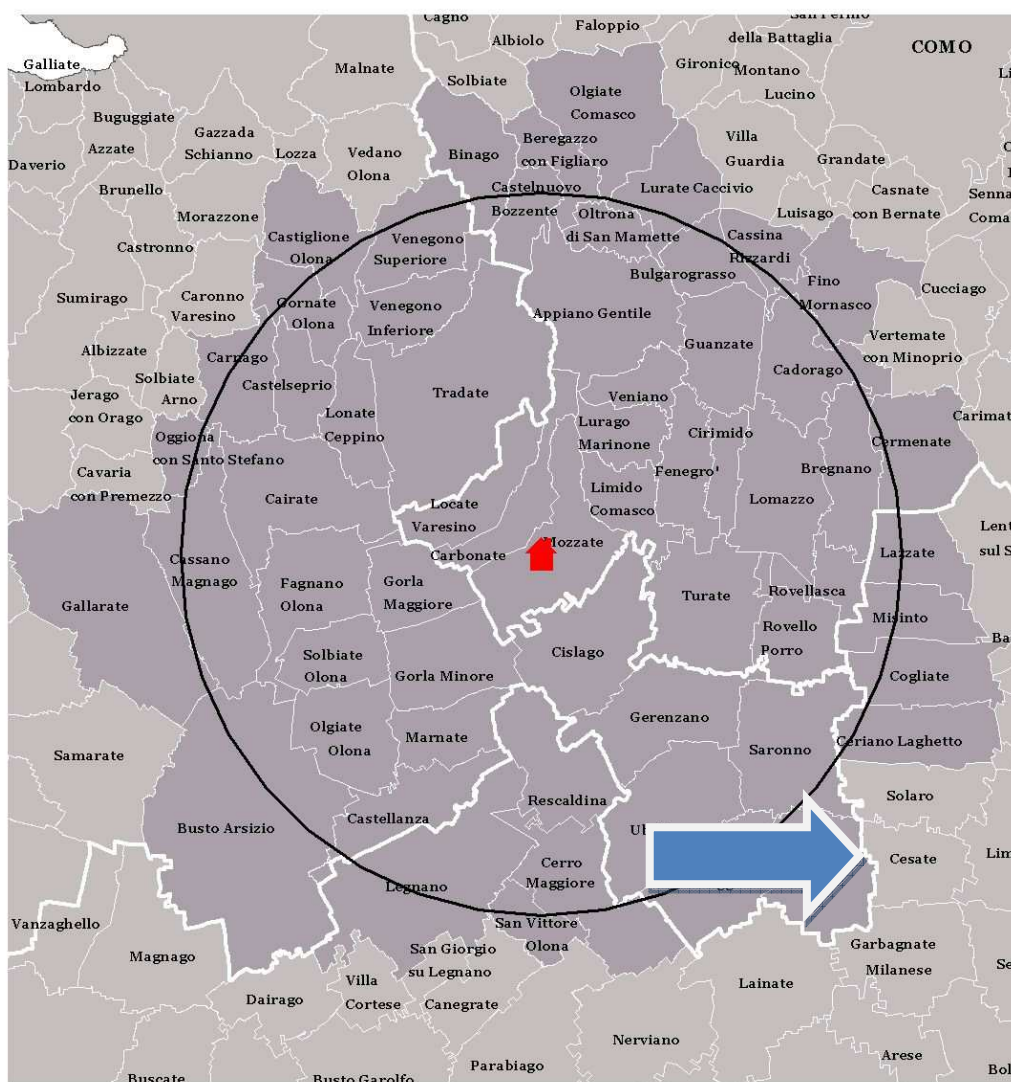 Cagno
Faloppio
San Fermo
della Battaglia
Albiolo
COMO
Galliate
Lombardo
Malnate
Solbiate
Gironico
Montano
Lucino
Olgiate
Comasco
Buguggiate
Azzate
Gazzada
Schianno
Lozza
Vedano
Olona
Binago
Beregazzo
con Figliaro
Villa
Guardia
Grandate
Daverio
Brunello
Castelnuovo
Bozzente
Lurate Caccivio
Casnate
con Bernate
Senna
Morazzone
Oltrona
di San Mamette
Luisago
Castronno
Castiglione
Olona
Venegono
Superiore
Cassina
Rizzardi
Bulgarograsso
Fino
Mornasco
Cucciago
Sumirago
Caronno
Varesino
Gornate
Olona
Venegono
Inferiore
Appiano Gentile
Guanzate
Vertemate
con Minoprio
Albizzate
Carnago
Cadorago
Solbiate
Arno
Castelseprio
Tradate
Veniano
Jerago
con Orago
Lonate
Ceppino
Lurago
Marinone
Cirimido
Oggiona
con Santo Stefano
Cermenate
Cavaria
con Premezzo
Fenegro'
Bregnano
Cairate
Limido
Comasco
Lomazzo
Locate
Varesino
Mozzate
Carbonate
Cassano
Magnago
Lazzate
Fagnano
Olona
Gorla
Maggiore
Turate
Rovellasca
Gallarate
Misinto
Rovello
Porro
Cislago
Solbiate
Olona
Gorla Minore
Cogliate
Gerenzano
Olgiate
Olona
Marnate
Saronno
Ceriano Laghetto
Samarate
Solaro
Rescaldina
Castellanza
Busto Arsizio
Cesate
Cerro
Maggiore
Legnano
Vanzaghello
San Vittore
Olona
Magnago
San Giorgio
su Legnano
Garbagnate
Milanese
Villa
Cortese
Lainate
Dairago
Canegrate
Nerviano
Parabiago
Arese
Buscate
Busto Garolfo